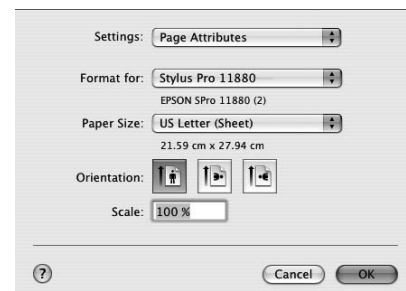 Settings: Page Attributes
Format for: Stylus Pro 11880
EPSON SPro 11880 (2)
Paper Size: US Letter (Sheet)
21.59 cm x 27.94 cm
Orientation:
Scale: 100 %
? Cancel OK